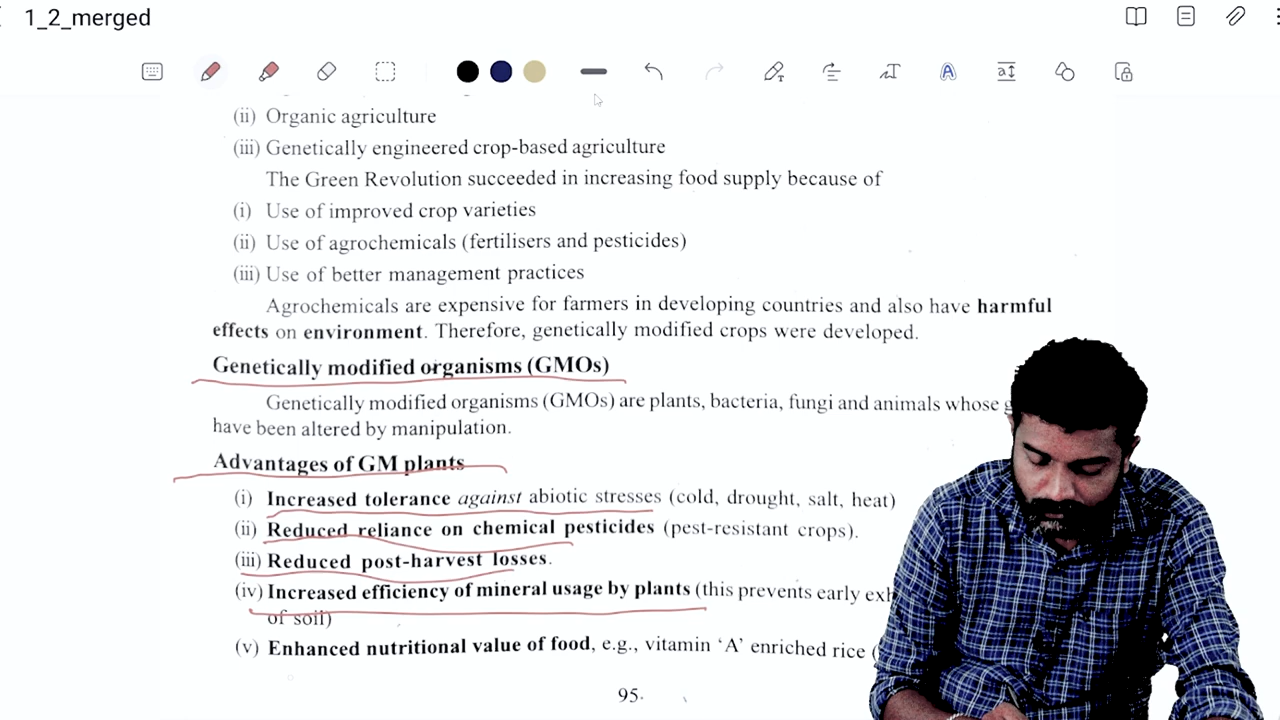 1_2_merged
(ii) Organic agriculture
(iii) Genetically engineered crop-based agriculture
The Green Revolution succeeded in increasing food supply because of
(i) Use of improved crop varieties
(ii) Use of agrochemicals (fertilisers and pesticides)
(iii) Use of better management practices
Agrochemicals are expensive for farmers in developing countries and also have harmful
effects on environment. Therefore, genetically modified crops were developed.
Genetically modified organisms (GMOs)
Genetically modified organisms (GMOs) are plants, bacteria, fungi and animals whose
have been altered by manipulation.
Advantages of GM plants
(i) Increased tolerance against abiotic stresses (cold, drought, salt, heat)
(ii) Reduced reliance on chemical pesticides (pest-resistant crops).
(iii) Reduced post-harvest losses.
(iv) Increased efficiency of mineral usage by plants (this prevents early
of soil)
(v) Enhanced nutritional value of food, e.g., vitamin ‘A’ enriched rice (
95